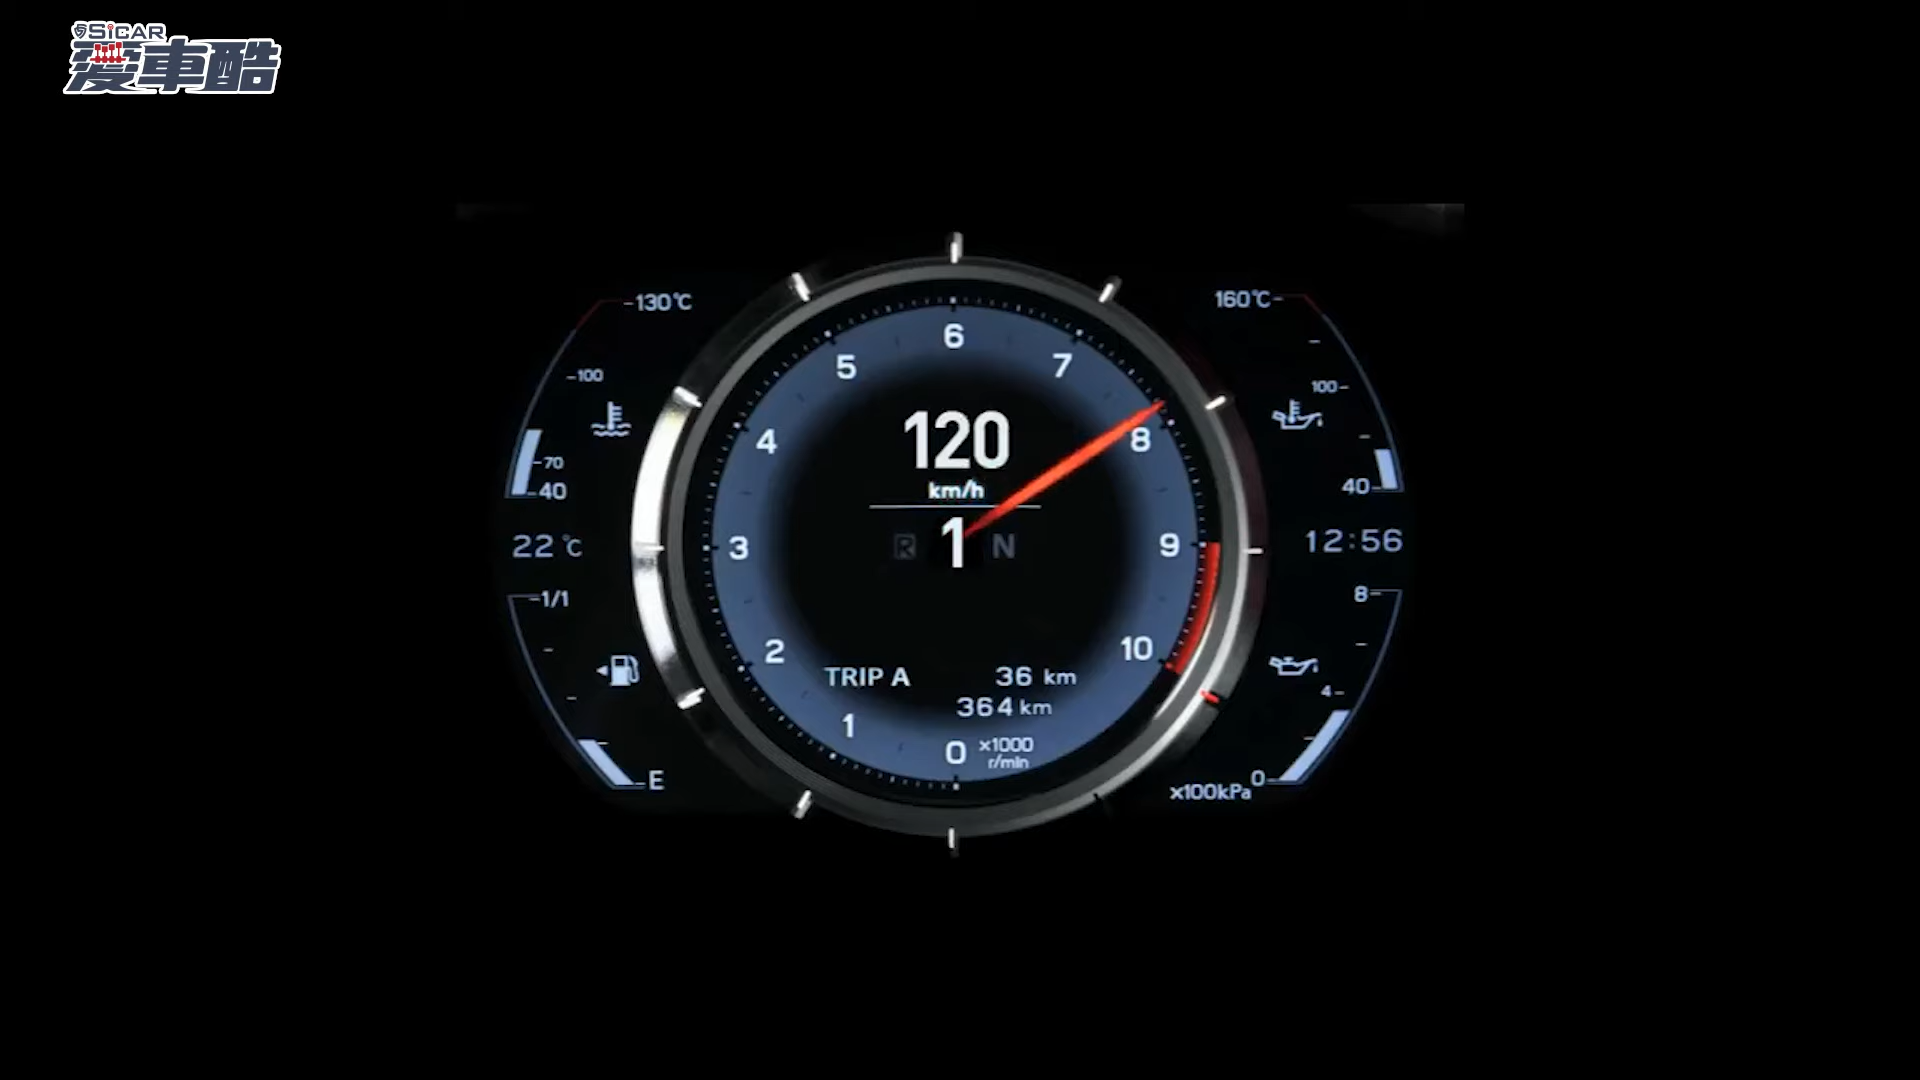 SiCAR
愛車酷
130℃
100
70
40
22 ℃
1/1
E
6
5
7
4
8
3
9
2
10
1
0
×1000
r/min
120
km/h
R 1 N
TRIP A 36 km
364 km
160℃
100
40
12:56
8
4
0
×100kPa